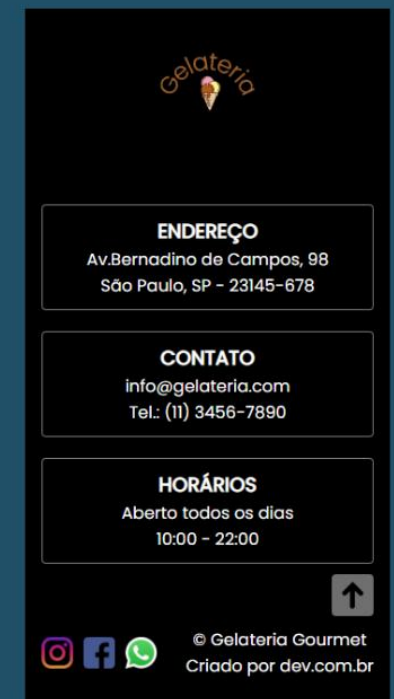 Gelateria
ENDEREÇO
Av.Bernadino de Campos, 98
São Paulo, SP - 23145-678
CONTATO
info@gelateria.com
Tel.: (11) 3456-7890
HORÁRIOS
Aberto todos os dias
10:00 - 22:00
© Gelateria Gourmet
Criado por dev.com.br